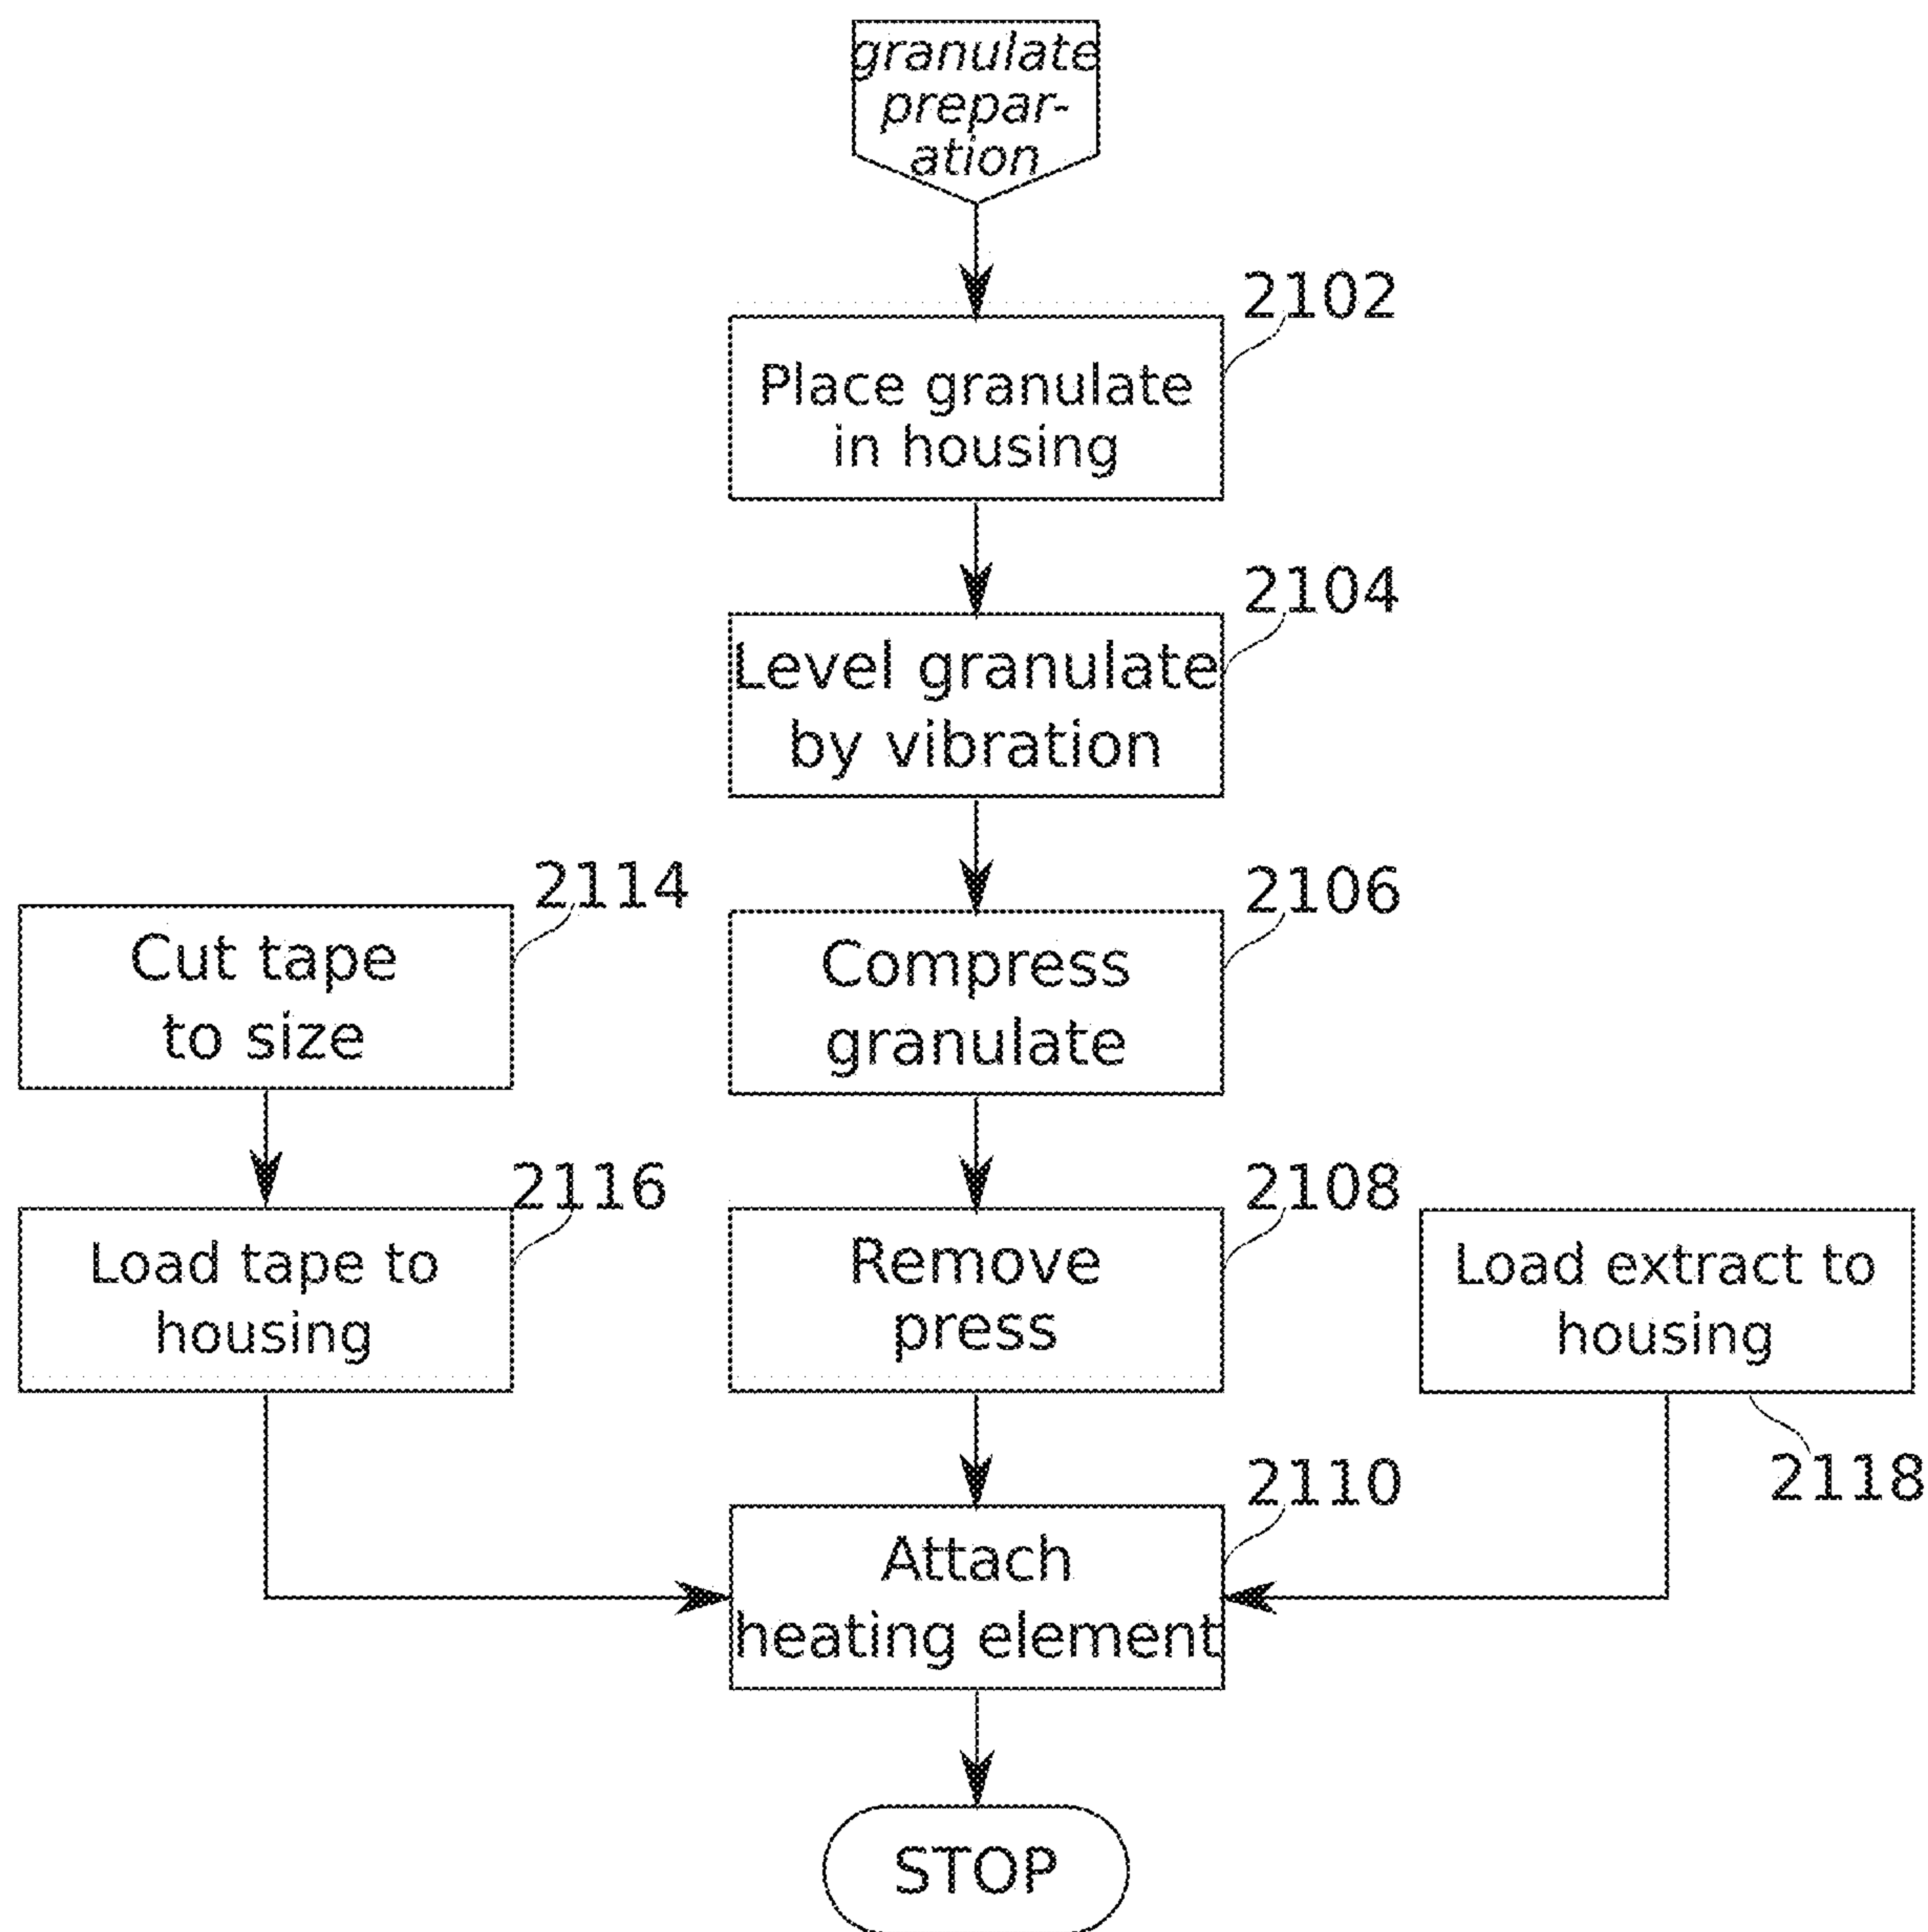 granulate
prepar-
ation
2102
Place granulate
in housing
2104
Level granulate
by vibration
2114
Cut tape
to size
2106
Compress
granulate
2116
Load tape to
housing
2108
Remove
press
Load extract to
housing
2118
2110
Attach
heating element
STOP